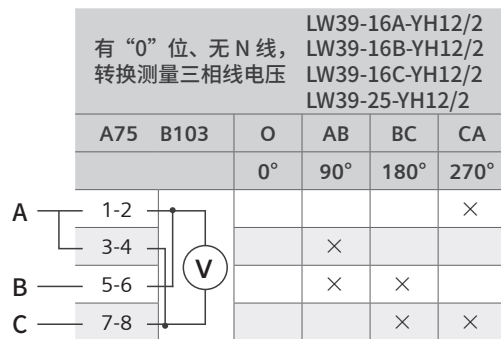 有“0”位、无 N 线，
转换测量三相线电压
LW39-16A-YH12/2
LW39-16B-YH12/2
LW39-16C-YH12/2
LW39-25-YH12/2
A75 B103 O AB BC CA
0° 90° 180° 270°
A 1-2 ×
3-4 ×
V
B 5-6 × ×
C 7-8 × ×